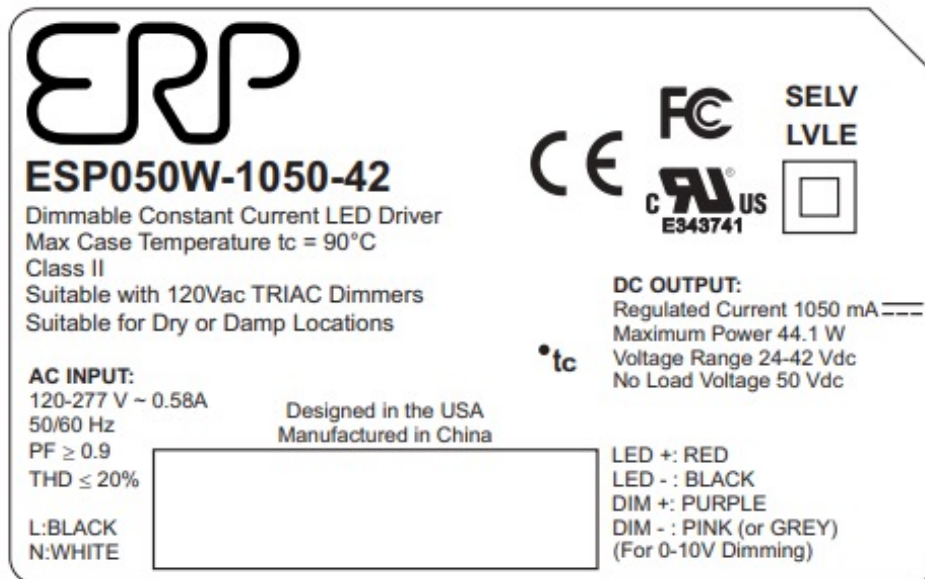 ERP
ESP050W-1050-42
Dimmable Constant Current LED Driver
Max Case Temperature tc = 90°C
Class II
Suitable with 120Vac TRIAC Dimmers
Suitable for Dry or Damp Locations
CE
FC
C RU US
E343741
SELV
LVLE
•tc
DC OUTPUT:
Regulated Current 1050 mA
Maximum Power 44.1 W
Voltage Range 24-42 Vdc
No Load Voltage 50 Vdc
AC INPUT:
120-277 V ~ 0.58A
50/60 Hz
PF ≥ 0.9
THD ≤ 20%
L:BLACK
N:WHITE
Designed in the USA
Manufactured in China
LED +: RED
LED - : BLACK
DIM +: PURPLE
DIM - : PINK (or GREY)
(For 0-10V Dimming)